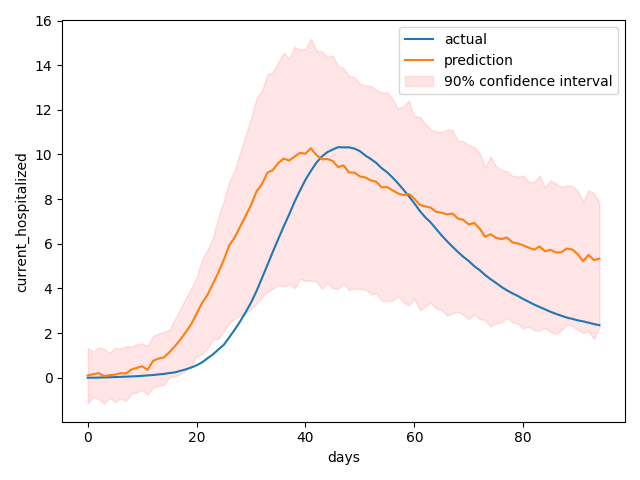 actual
prediction
90% confidence interval
16
14
12
10
8
6
4
2
0
current_hospitalized
0 20 40 60 80
days